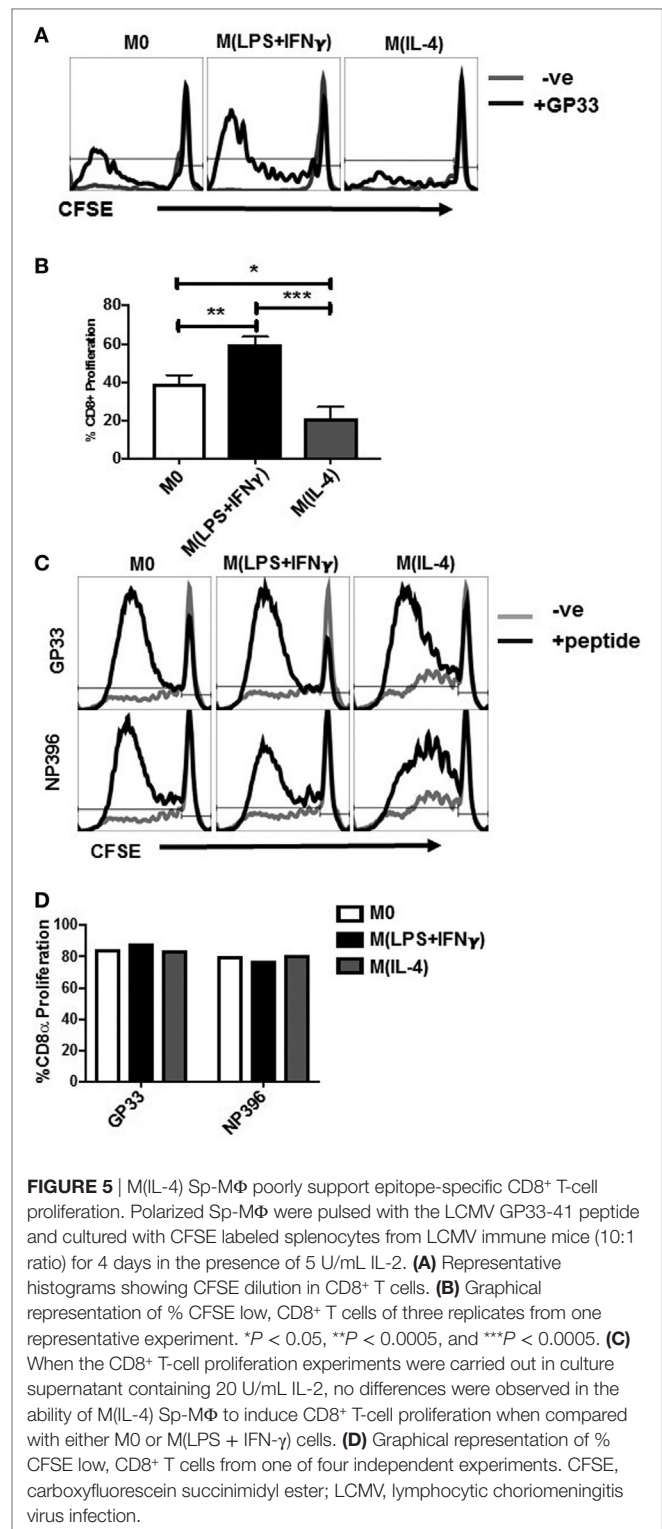 A
M0 M(LPS+IFNγ) M(IL-4)
-ve
+GP33
CFSE
B
* 
** ***
80
60
40
20
0
% CD8+ Proliferation
M0
M(LPS+IFNγ)
M(IL-4)
C
M0 M(LPS+IFNγ) M(IL-4)
-ve
+peptide
GP33
NP396
CFSE
D
100
80
60
40
20
0
%CD8α Proliferation
GP33
NP396
M0
M(LPS+IFNγ)
M(IL-4)
FIGURE 5 | M(IL-4) Sp-MΦ poorly support epitope-specific CD8⁺ T-cell
proliferation. Polarized Sp-MΦ were pulsed with the LCMV GP33-41 peptide
and cultured with CFSE labeled splenocytes from LCMV immune mice (10:1
ratio) for 4 days in the presence of 5 U/mL IL-2. (A) Representative
histograms showing CFSE dilution in CD8⁺ T cells. (B) Graphical
representation of % CFSE low, CD8⁺ T cells of three replicates from one
representative experiment. *P < 0.05, **P < 0.0005, and ***P < 0.0005. (C)
When the CD8⁺ T-cell proliferation experiments were carried out in culture
supernatant containing 20 U/mL IL-2, no differences were observed in the
ability of M(IL-4) Sp-MΦ to induce CD8⁺ T-cell proliferation when compared
with either M0 or M(LPS + IFN-γ) cells. (D) Graphical representation of %
CFSE low, CD8⁺ T cells from one of four independent experiments. CFSE,
carboxyfluorescein succinimidyl ester; LCMV, lymphocytic choriomeningitis
virus infection.